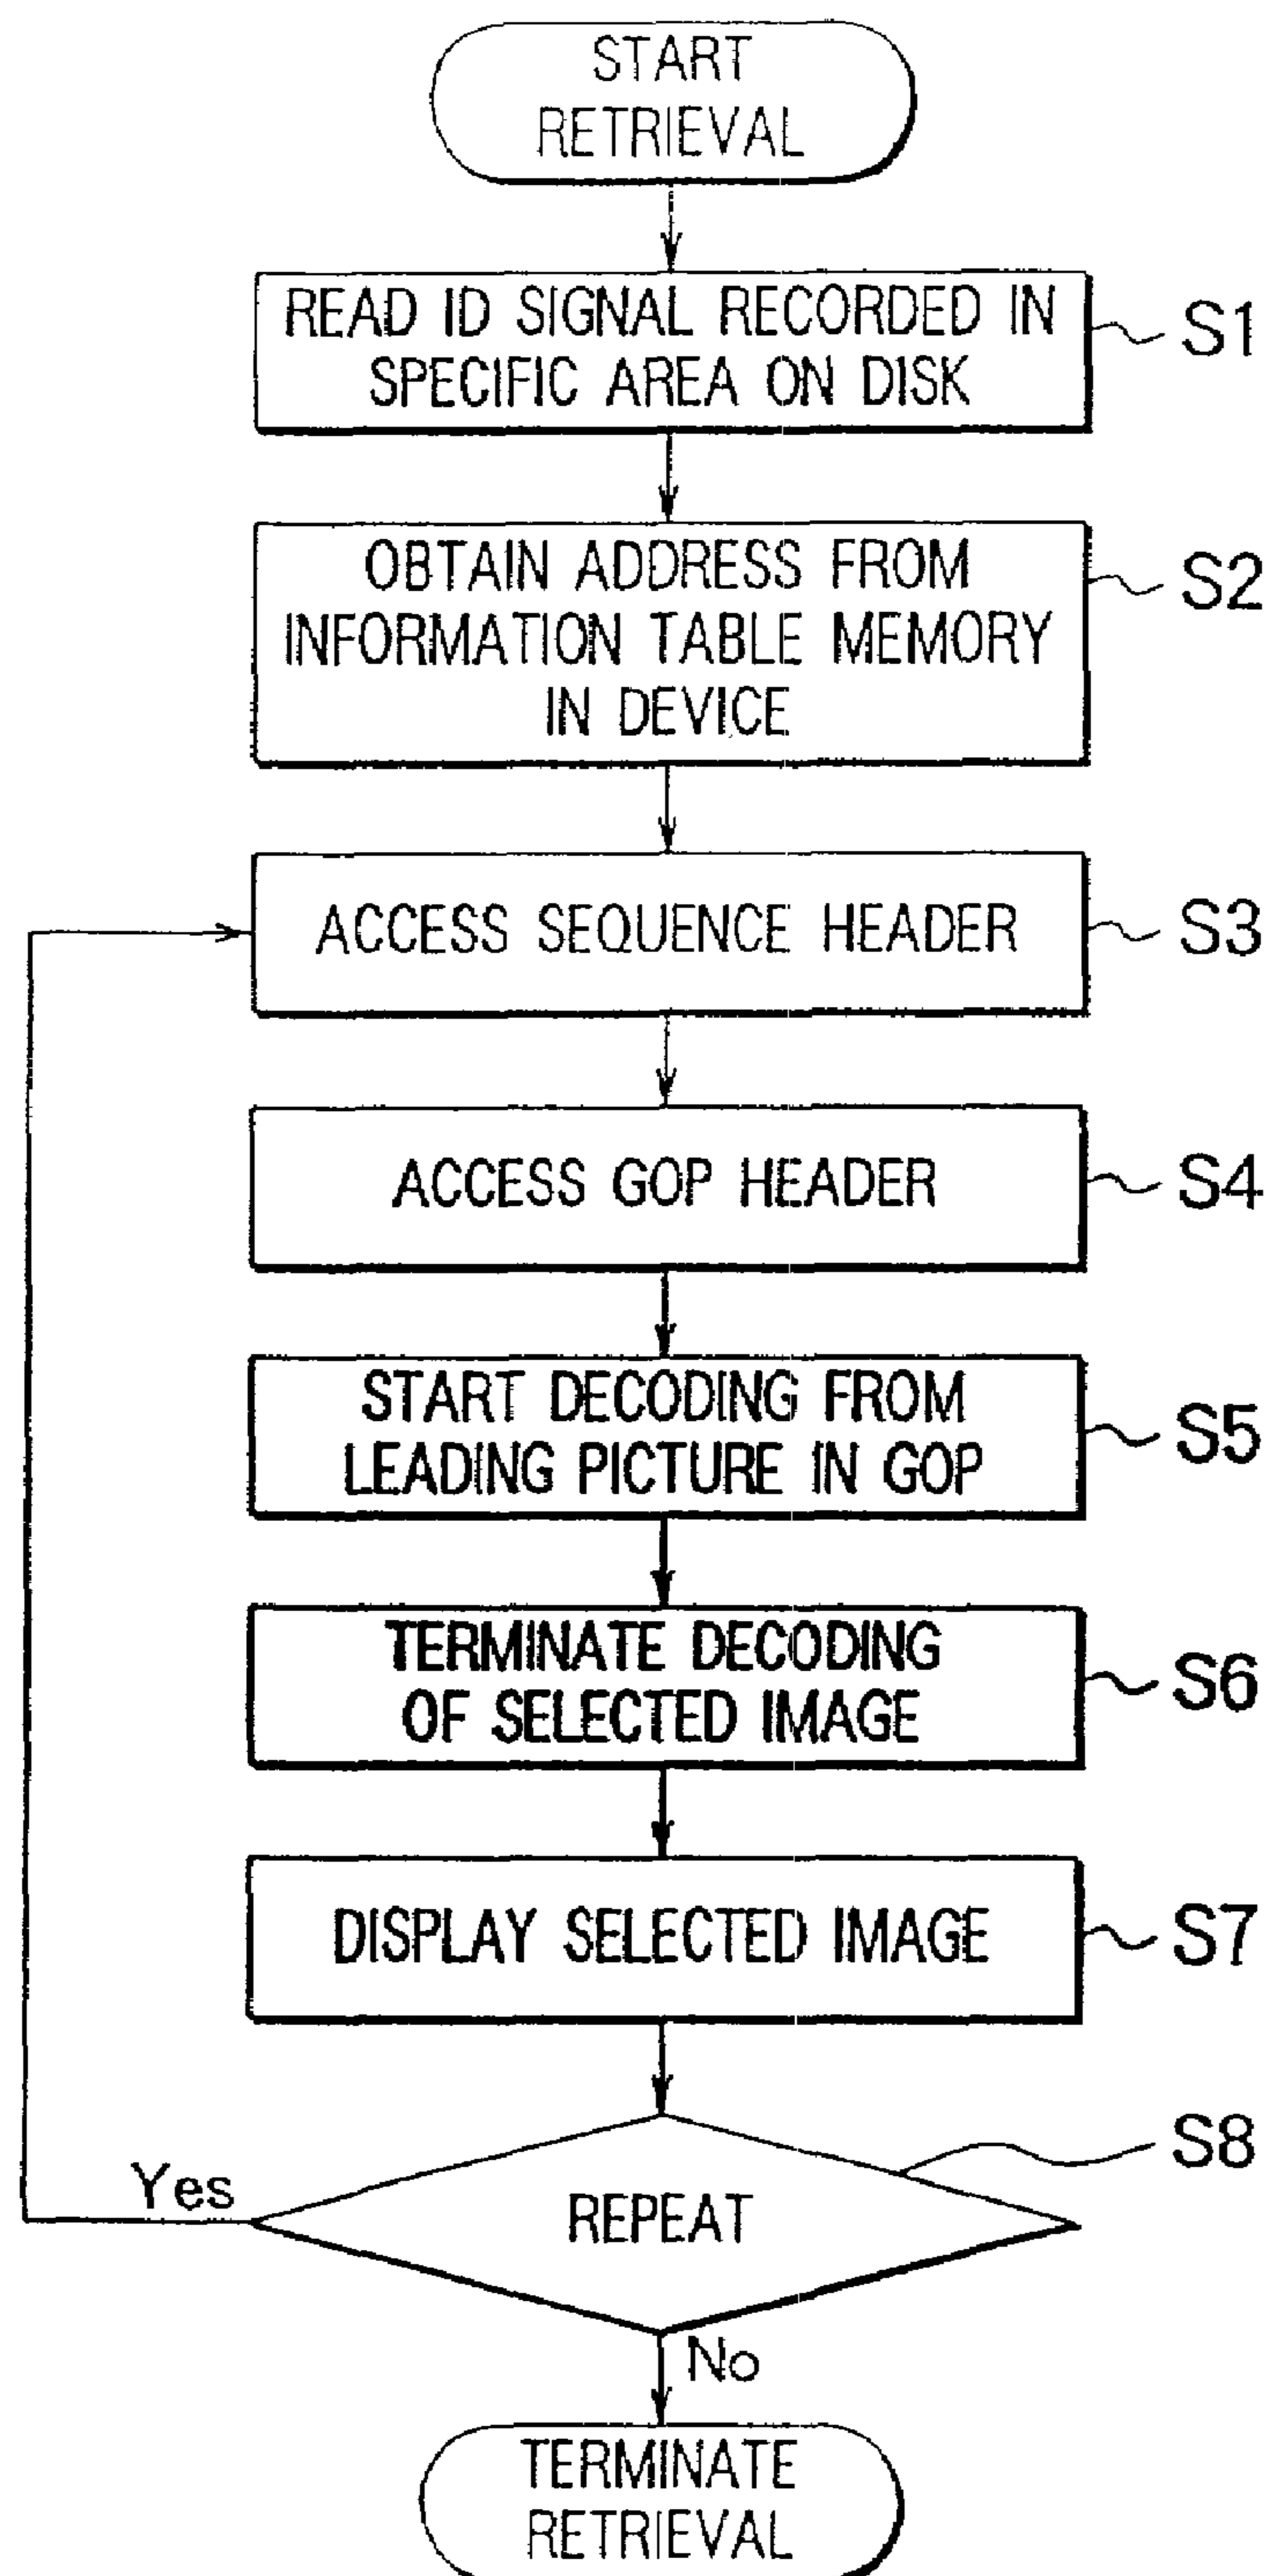 START
RETRIEVAL
READ ID SIGNAL RECORDED IN
SPECIFIC AREA ON DISK
S1
OBTAIN ADDRESS FROM
INFORMATION TABLE MEMORY
IN DEVICE
S2
ACCESS SEQUENCE HEADER
S3
ACCESS GOP HEADER
S4
START DECODING FROM
LEADING PICTURE IN GOP
S5
TERMINATE DECODING
OF SELECTED IMAGE
S6
DISPLAY SELECTED IMAGE
S7
S8
Yes
REPEAT
No
TERMINATE
RETRIEVAL